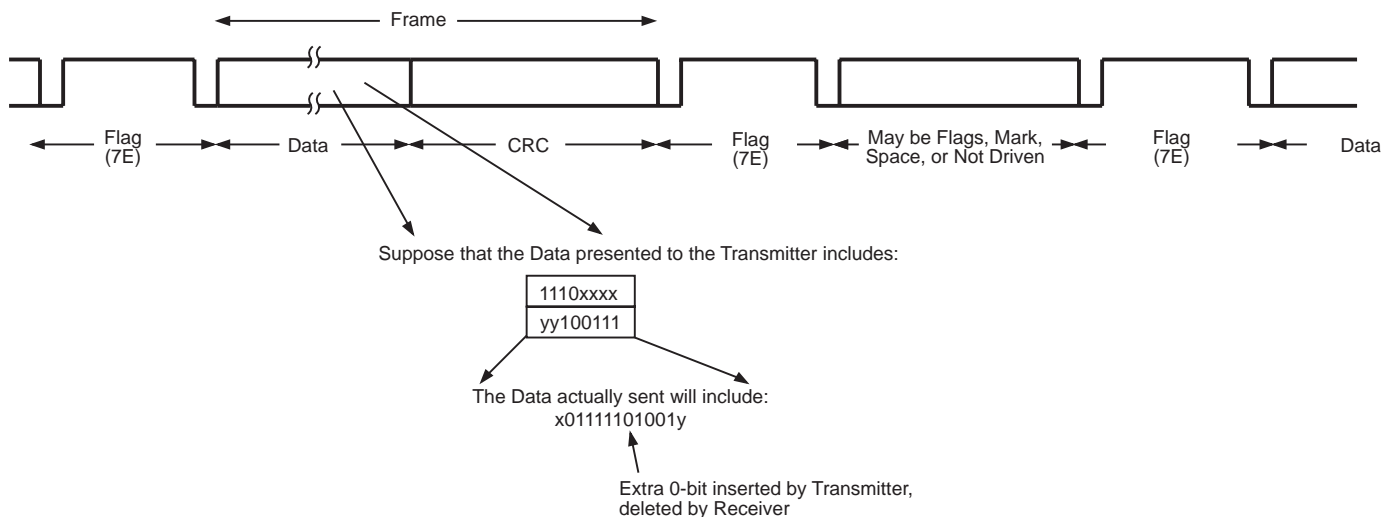 Frame
Flag
(7E)
Data
CRC
Flag
(7E)
May be Flags, Mark,
Space, or Not Driven
Flag
(7E)
Data
Suppose that the Data presented to the Transmitter includes:
1110xxxx
yy100111
The Data actually sent will include:
x01111101001y
Extra 0-bit inserted by Transmitter,
deleted by Receiver